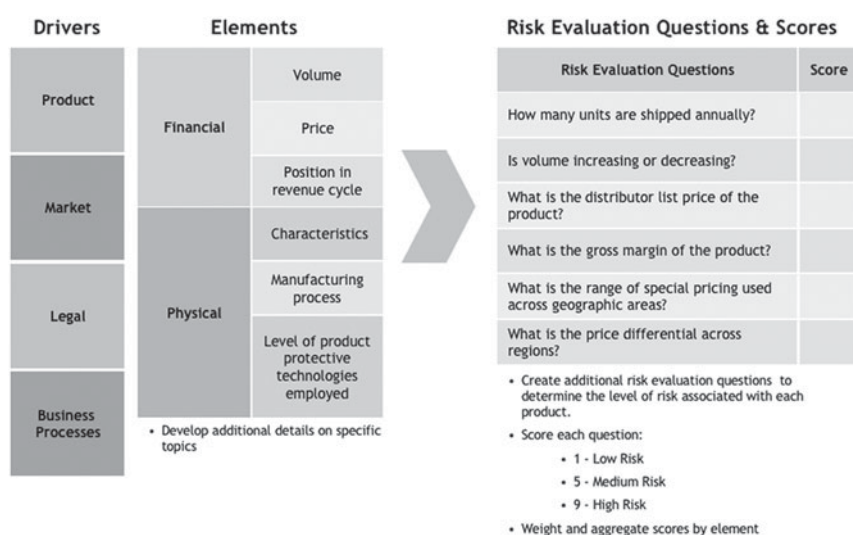 Drivers
Product
Market
Legal
Business
Processes
Elements
Financial
Volume
Price
Position in
revenue cycle
Physical
Characteristics
Manufacturing
process
Level of product
protective
technologies
employed
• Develop additional details on specific
topics
Risk Evaluation Questions & Scores
Risk Evaluation Questions Score
How many units are shipped annually?
Is volume increasing or decreasing?
What is the distributor list price of the
product?
What is the gross margin of the product?
What is the range of special pricing used
across geographic areas?
What is the price differential across
regions?
• Create additional risk evaluation questions to
determine the level of risk associated with each
product.
• Score each question:
• 1 - Low Risk
• 5 - Medium Risk
• 9 - High Risk
• Weight and aggregate scores by element